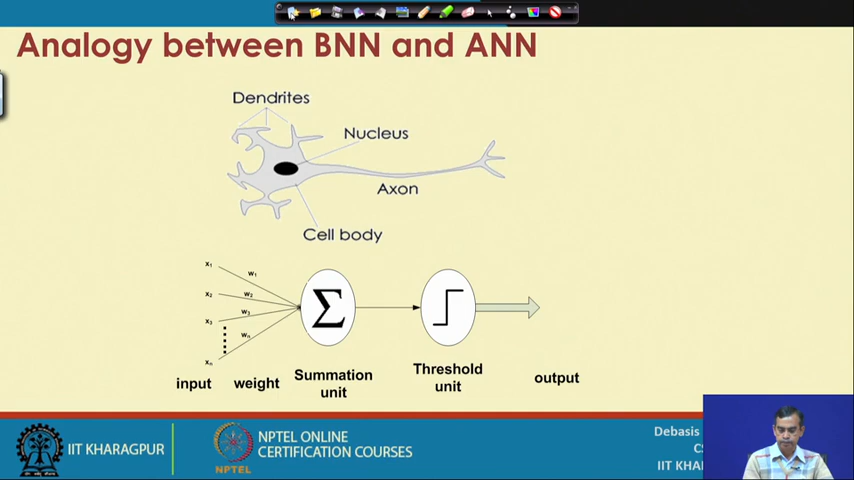 Analogy between BNN and ANN
Dendrites
Nucleus
Axon
Cell body
x1
w1
x2
w2
x3
w3
wn
xn
Σ
input
weight
Summation
unit
Threshold
unit
output
IIT KHARAGPUR
NPTEL
NPTEL ONLINE
CERTIFICATION COURSES
Debasis
CS
IIT KHA